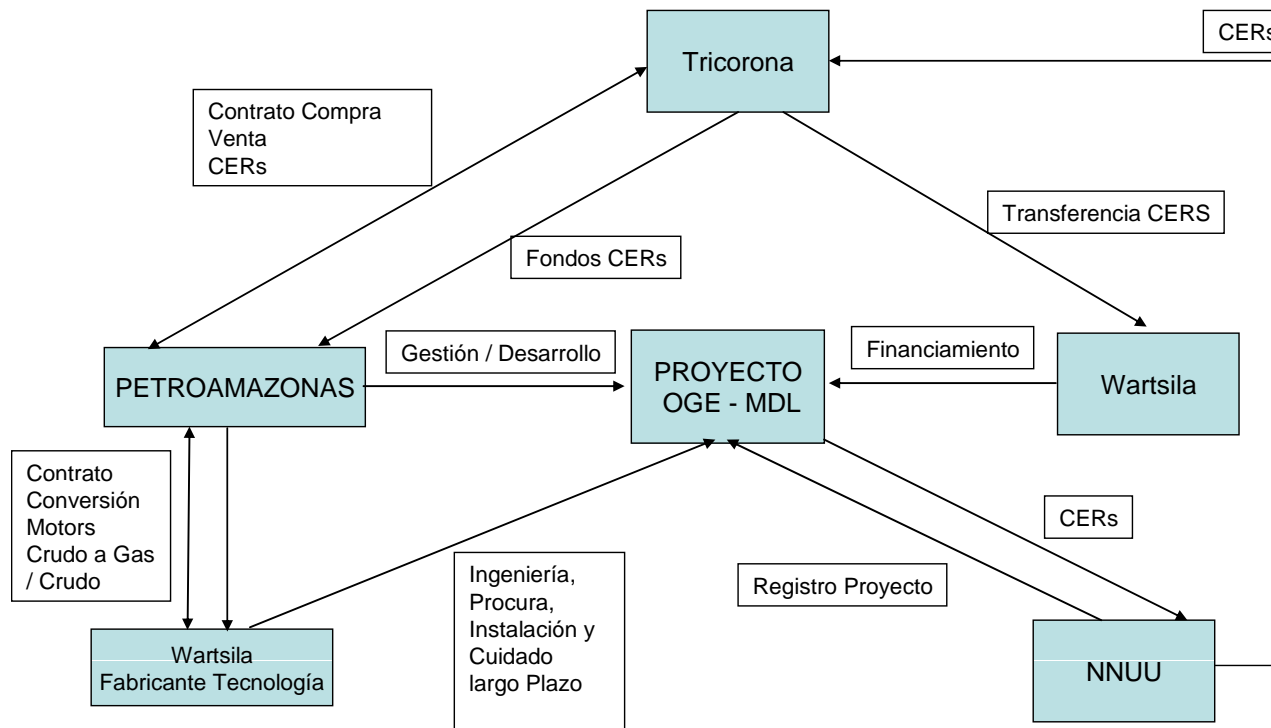 CERs
Tricorona
Contrato Compra
Venta
CERs
Transferencia CERS
Fondos CERs
Gestión / Desarrollo
Financiamiento
PETROAMAZONAS
PROYECTO
OGE - MDL
Wartsila
Contrato
Conversión
Motors
Crudo a Gas
/ Crudo
CERs
Ingeniería,
Procura,
Instalación y
Cuidado
largo Plazo
Registro Proyecto
Wartsila
Fabricante Tecnología
NNUU